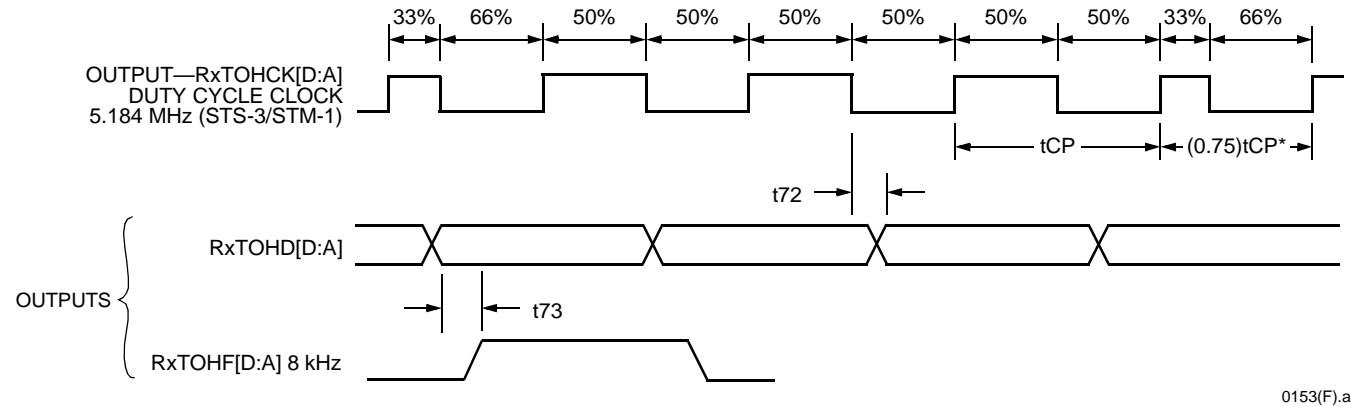 33% 66% 50% 50% 50% 50% 50% 50% 33% 66%
OUTPUT—RxTOHCK[D:A]
DUTY CYCLE CLOCK
5.184 MHz (STS-3/STM-1)
tCP (0.75)tCP*
t72
RxTOHD[D:A]
OUTPUTS
t73
RxTOHF[D:A] 8 kHz
0153(F).a